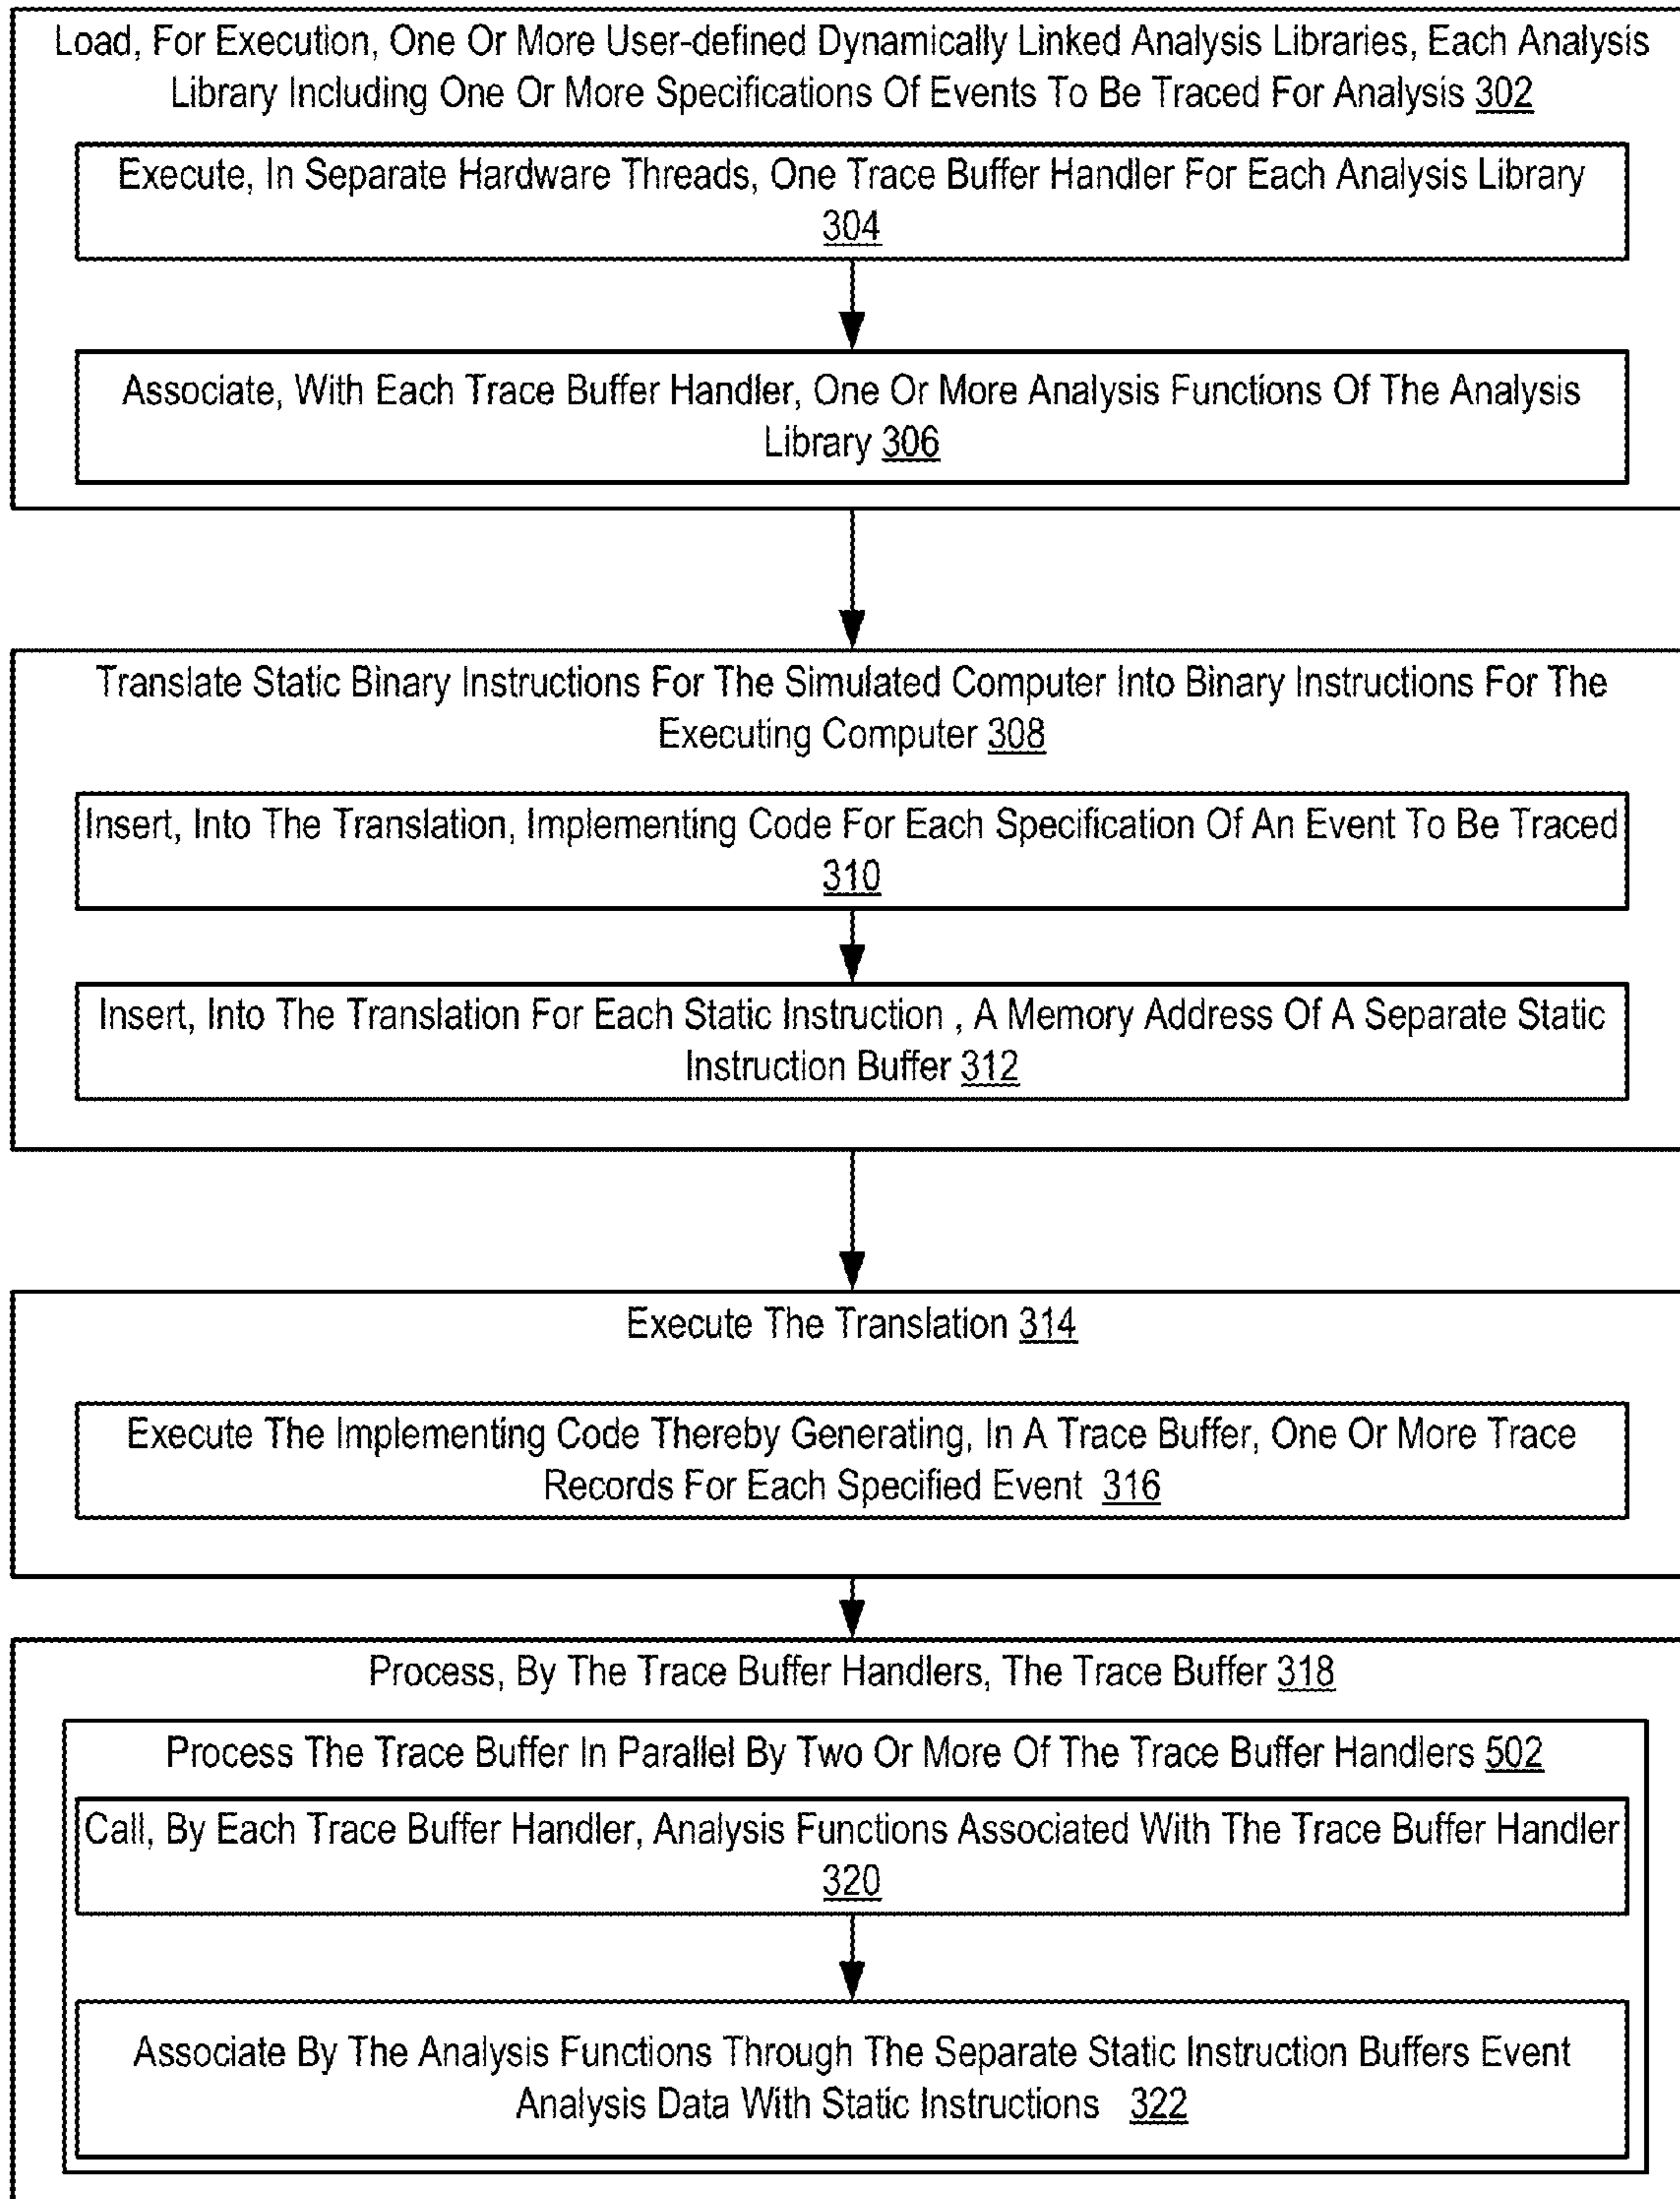 Load, For Execution, One Or More User-defined Dynamically Linked Analysis Libraries, Each Analysis
Library Including One Or More Specifications Of Events To Be Traced For Analysis 302
Execute, In Separate Hardware Threads, One Trace Buffer Handler For Each Analysis Library
304
Associate, With Each Trace Buffer Handler, One Or More Analysis Functions Of The Analysis
Library 306
Translate Static Binary Instructions For The Simulated Computer Into Binary Instructions For The
Executing Computer 308
Insert, Into The Translation, Implementing Code For Each Specification Of An Event To Be Traced
310
Insert, Into The Translation For Each Static Instruction , A Memory Address Of A Separate Static
Instruction Buffer 312
Execute The Translation 314
Execute The Implementing Code Thereby Generating, In A Trace Buffer, One Or More Trace
Records For Each Specified Event 316
Process, By The Trace Buffer Handlers, The Trace Buffer 318
Process The Trace Buffer In Parallel By Two Or More Of The Trace Buffer Handlers 502
Call, By Each Trace Buffer Handler, Analysis Functions Associated With The Trace Buffer Handler
320
Associate By The Analysis Functions Through The Separate Static Instruction Buffers Event
Analysis Data With Static Instructions 322